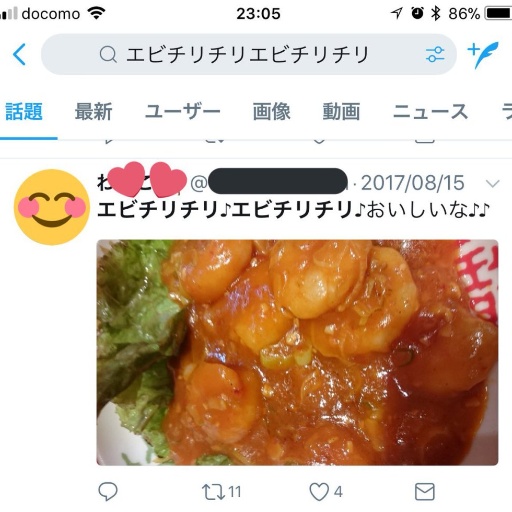 docomo 23:05 86%
エビチリチリエビチリチリ
話題 最新 ユーザー 画像 動画 ニュース
@ · 2017/08/15
エビチリチリ♪エビチリチリ♪おいしいな♪♪
11 4